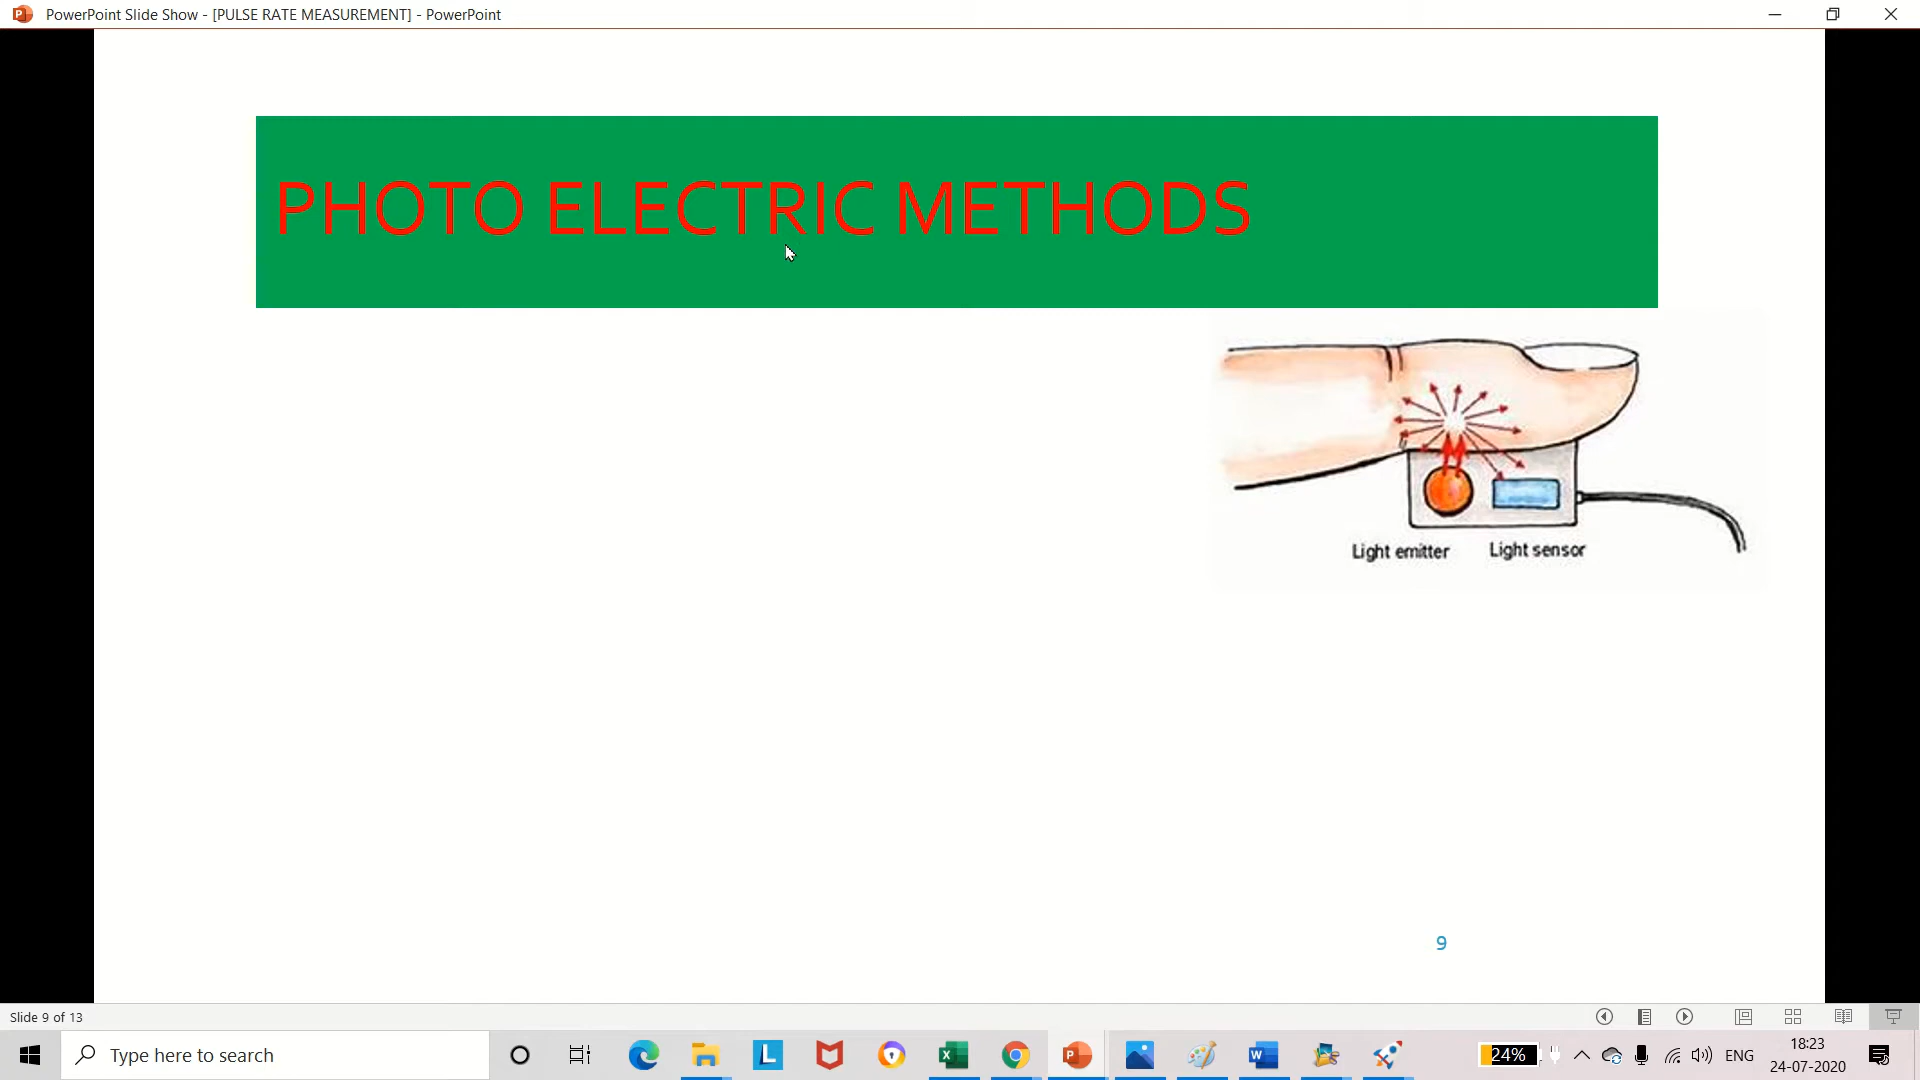 PowerPoint Slide Show - [PULSE RATE MEASUREMENT] - PowerPoint
PHOTO ELECTRIC METHODS
Light emitter Light sensor
9
Slide 9 of 13
Type here to search
24%
ENG
18:23
24-07-2020